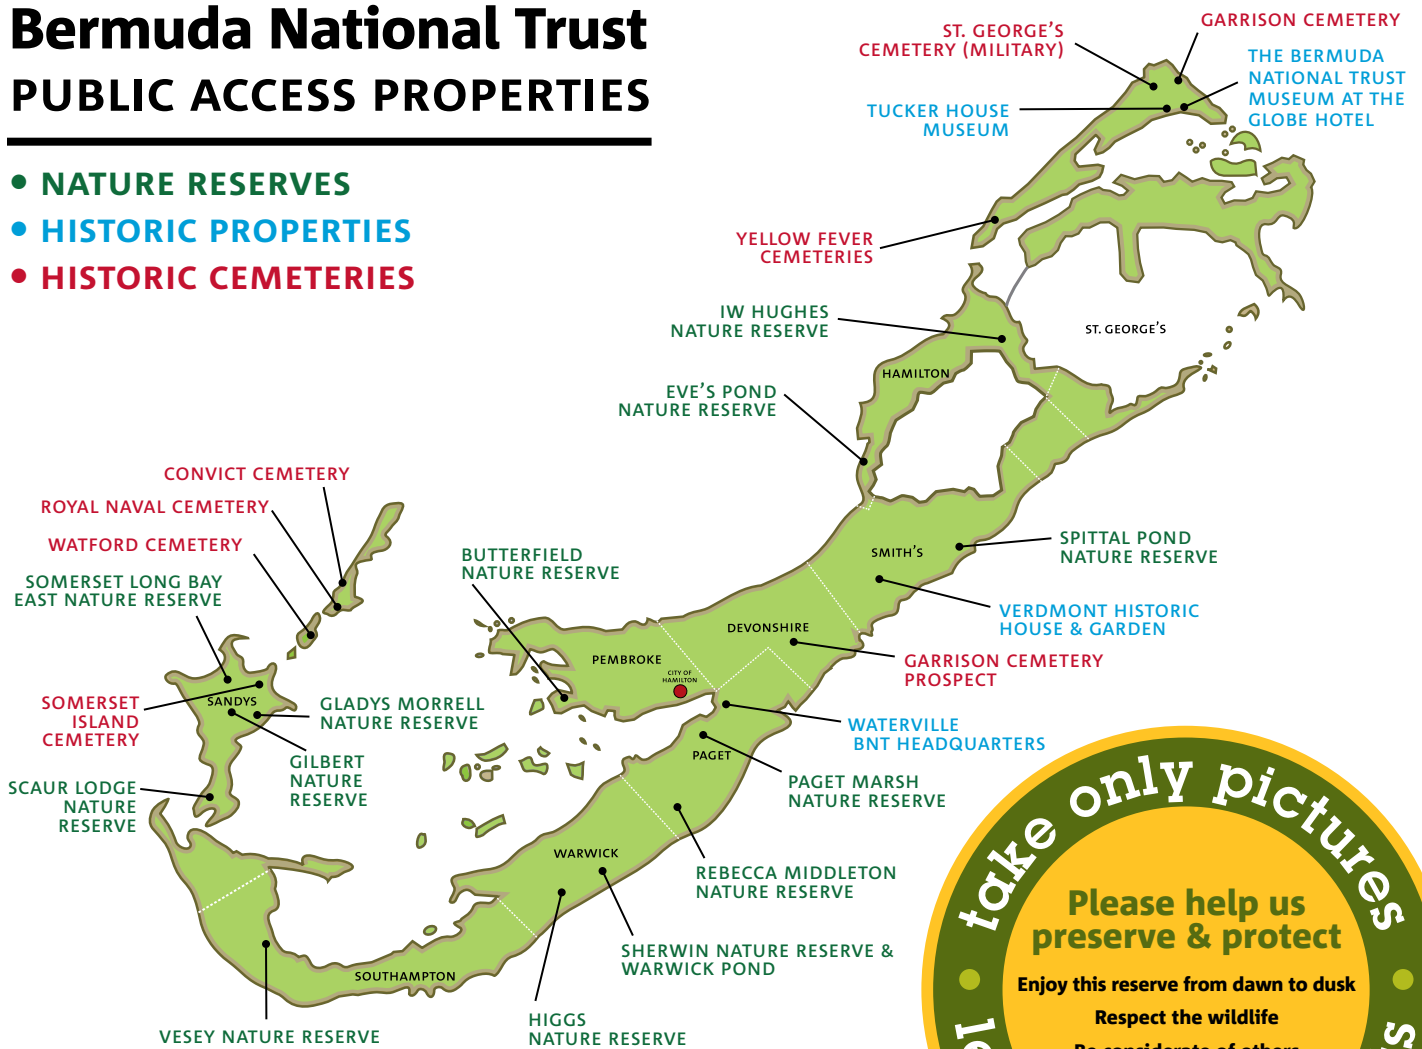 Bermuda National Trust
PUBLIC ACCESS PROPERTIES
• NATURE RESERVES
• HISTORIC PROPERTIES
• HISTORIC CEMETERIES
ST. GEORGE'S
CEMETERY (MILITARY)
GARRISON CEMETERY
THE BERMUDA
NATIONAL TRUST
MUSEUM AT THE
GLOBE HOTEL
TUCKER HOUSE
MUSEUM
YELLOW FEVER
CEMETERIES
IW HUGHES
NATURE RESERVE
ST. GEORGE'S
HAMILTON
EVE'S POND
NATURE RESERVE
CONVICT CEMETERY
ROYAL NAVAL CEMETERY
WATFORD CEMETERY
SOMERSET LONG BAY
EAST NATURE RESERVE
BUTTERFIELD
NATURE RESERVE
SMITH'S
SPITTAL POND
NATURE RESERVE
VERDMONT HISTORIC
HOUSE & GARDEN
DEVONSHIRE
GARRISON CEMETERY
PROSPECT
PEMBROKE
CITY OF
HAMILTON
SANDYS
SOMERSET
ISLAND
CEMETERY
GLADYS MORRELL
NATURE RESERVE
GILBERT
NATURE
RESERVE
WATERVILLE
BNT HEADQUARTERS
PAGET
PAGET MARSH
NATURE RESERVE
SCAUR LODGE
NATURE
RESERVE
WARWICK
REBECCA MIDDLETON
NATURE RESERVE
SHERWIN NATURE RESERVE &
WARWICK POND
SOUTHAMPTON
HIGGS
NATURE RESERVE
VESEY NATURE RESERVE
take only pictures
Please help us
preserve & protect
Enjoy this reserve from dawn to dusk
Respect the wildlife
Be considerate of others